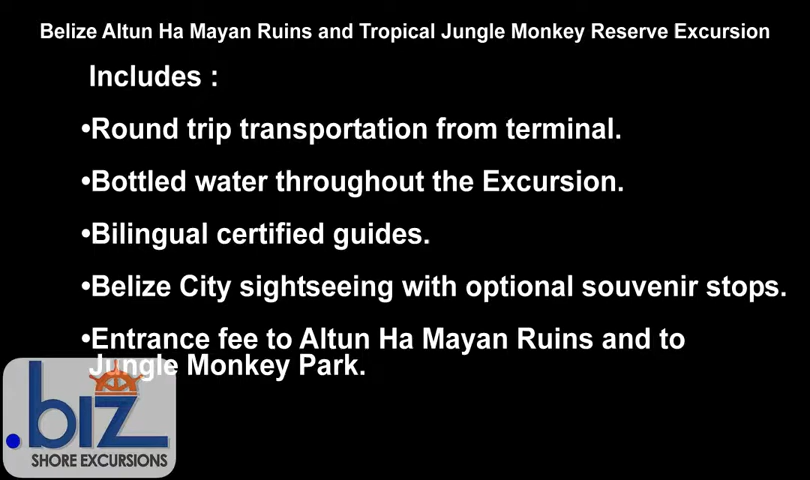 Belize Altun Ha Mayan Ruins and Tropical Jungle Monkey Reserve Excursion
Includes :
•Round trip transportation from terminal.
•Bottled water throughout the Excursion.
•Bilingual certified guides.
•Belize City sightseeing with optional souvenir stops.
•Entrance fee to Altun Ha Mayan Ruins and to
Jungle Monkey Park.
.biz
SHORE EXCURSIONS